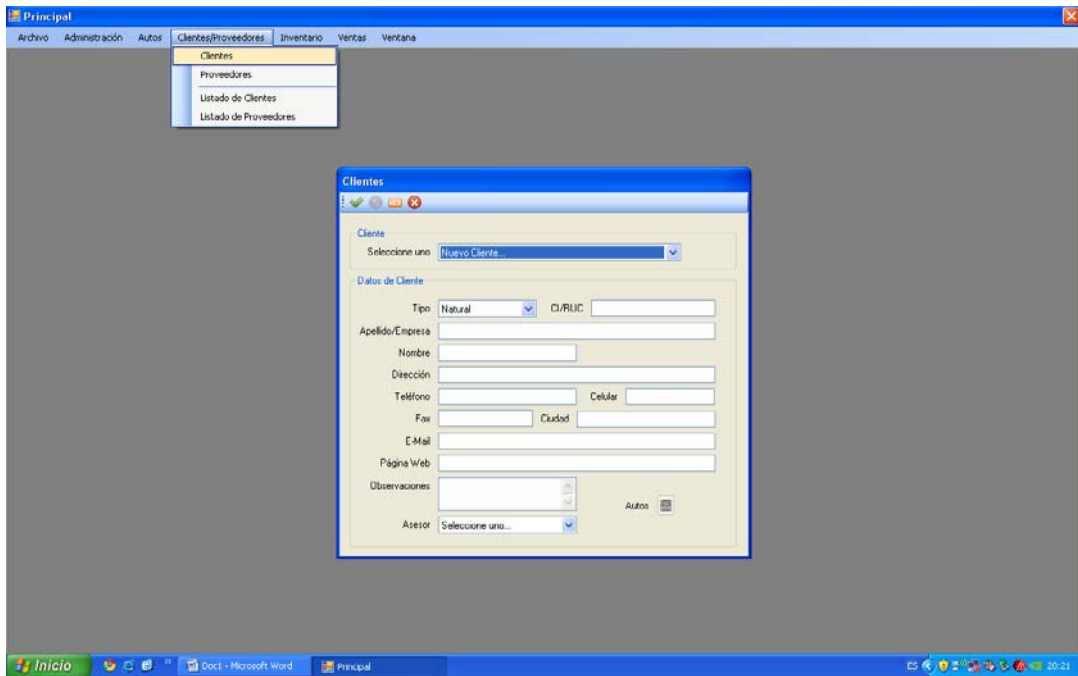 Principal
Archivo Administración Autos Clientes/Proveedores Inventario Ventas Ventana
Clientes
Proveedores
Listado de Clientes
Listado de Proveedores
Clientes
Cliente
Seleccione uno Nuevo Cliente...
Datos de Cliente
Tipo Natural CI/RUC
Apellido/Empresa
Nombre
Dirección
Teléfono Celular
Fax Ciudad
E-Mail
Página Web
Observaciones
Autos
Asesor Seleccione uno...
Inicio Doc1 - Microsoft Word Principal ES 20:21